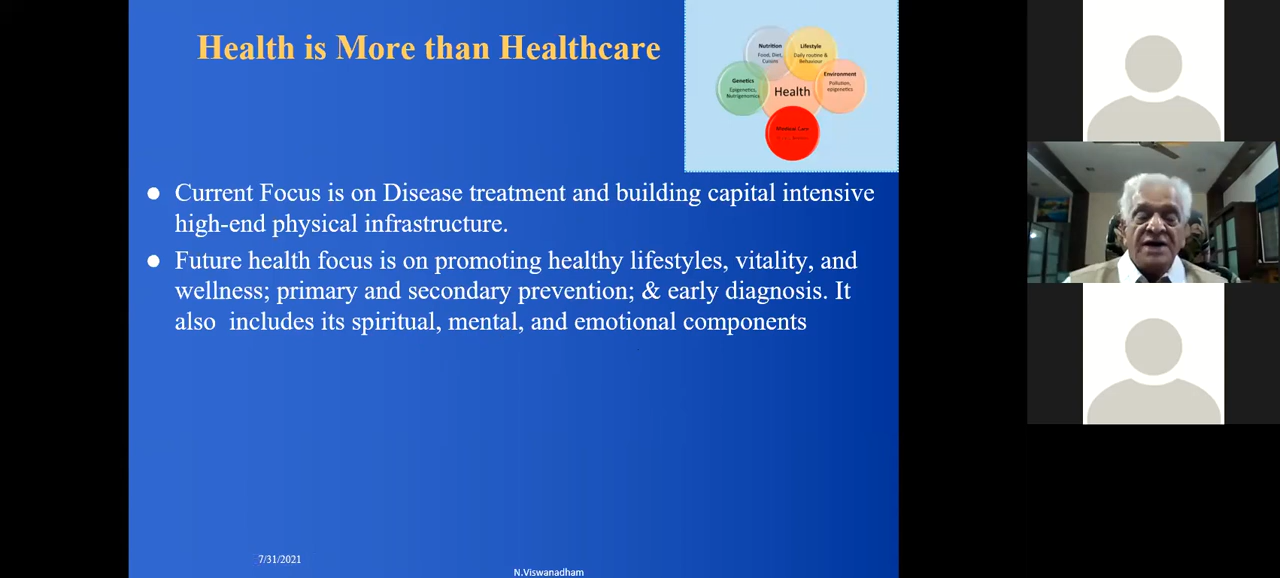 Health is More than Healthcare
Nutrition
Food, Diet,
Cuisine
Lifestyle
Daily routine &
Behaviour
Genetics
Epigenetics,
Nutrigenomics
Environment
Pollution,
epigenetics
Health
Medical Care
● Current Focus is on Disease treatment and building capital intensive
high-end physical infrastructure.
● Future health focus is on promoting healthy lifestyles, vitality, and
wellness; primary and secondary prevention; & early diagnosis. It
also includes its spiritual, mental, and emotional components
7/31/2021
N.Viswanadham